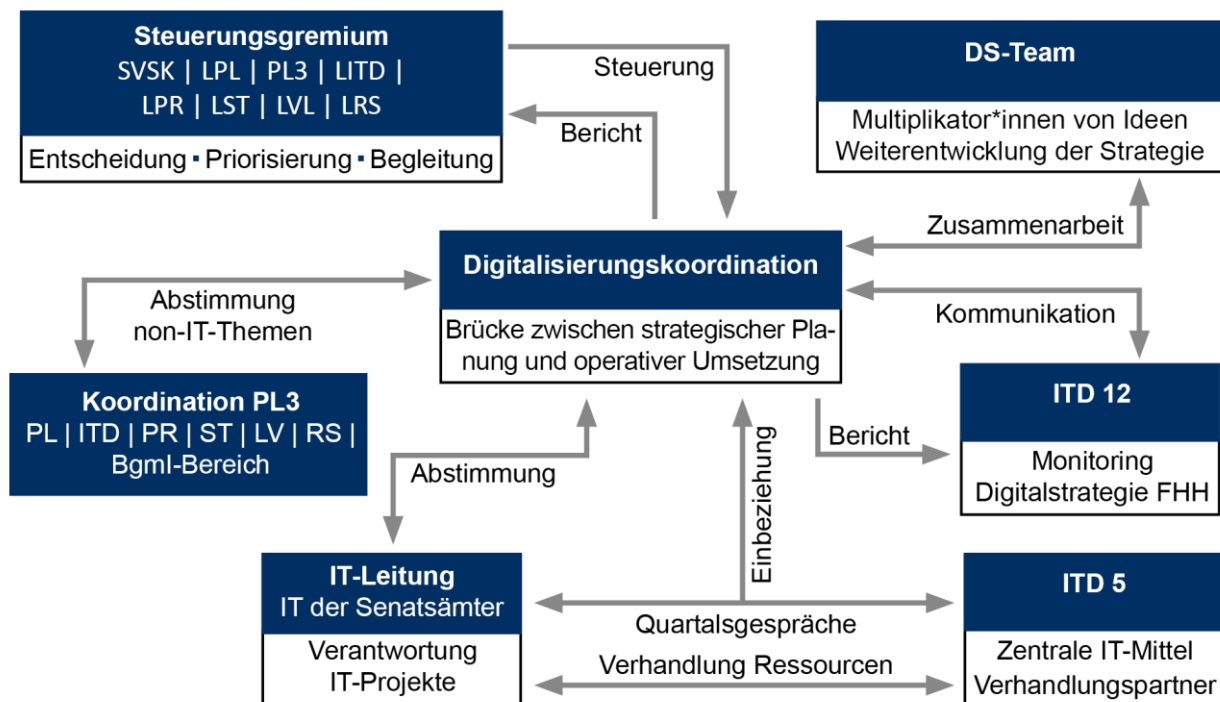 Steuerungsgremium
SVSK | LPL | PL3 | LITD |
LPR | LST | LVL | LRS
Entscheidung ▪ Priorisierung ▪ Begleitung
Steuerung
Bericht
DS-Team
Multiplikator*innen von Ideen
Weiterentwicklung der Strategie
Zusammenarbeit
Digitalisierungskoordination
Brücke zwischen strategischer Pla-
nung und operativer Umsetzung
Kommunikation
Abstimmung
non-IT-Themen
Koordination PL3
PL | ITD | PR | ST | LV | RS |
Bgml-Bereich
ITD 12
Monitoring
Digitalstrategie FHH
Bericht
Abstimmung
Einbeziehung
IT-Leitung
IT der Senatsämter
Verantwortung
IT-Projekte
Quartalsgespräche
Verhandlung Ressourcen
ITD 5
Zentrale IT-Mittel
Verhandlungspartner